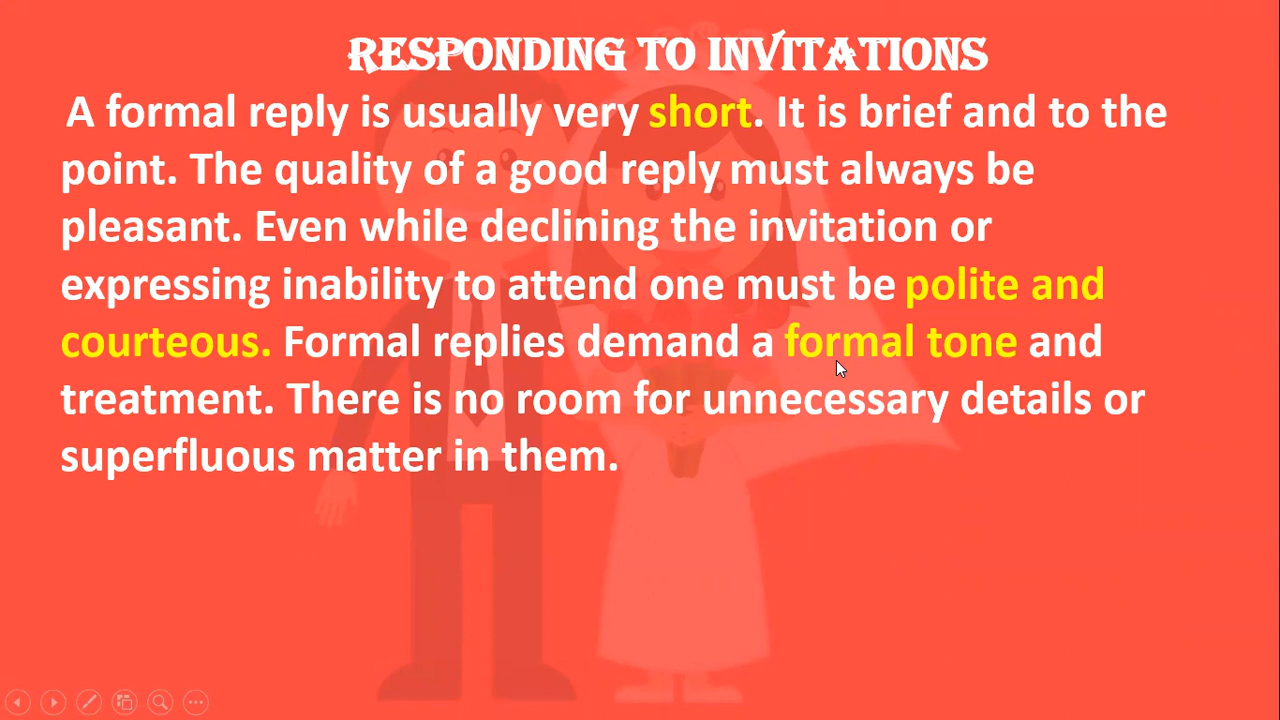 RESPONDING TO INVITATIONS
A formal reply is usually very short. It is brief and to the
point. The quality of a good reply must always be
pleasant. Even while declining the invitation or
expressing inability to attend one must be polite and
courteous. Formal replies demand a formal tone and
treatment. There is no room for unnecessary details or
superfluous matter in them.